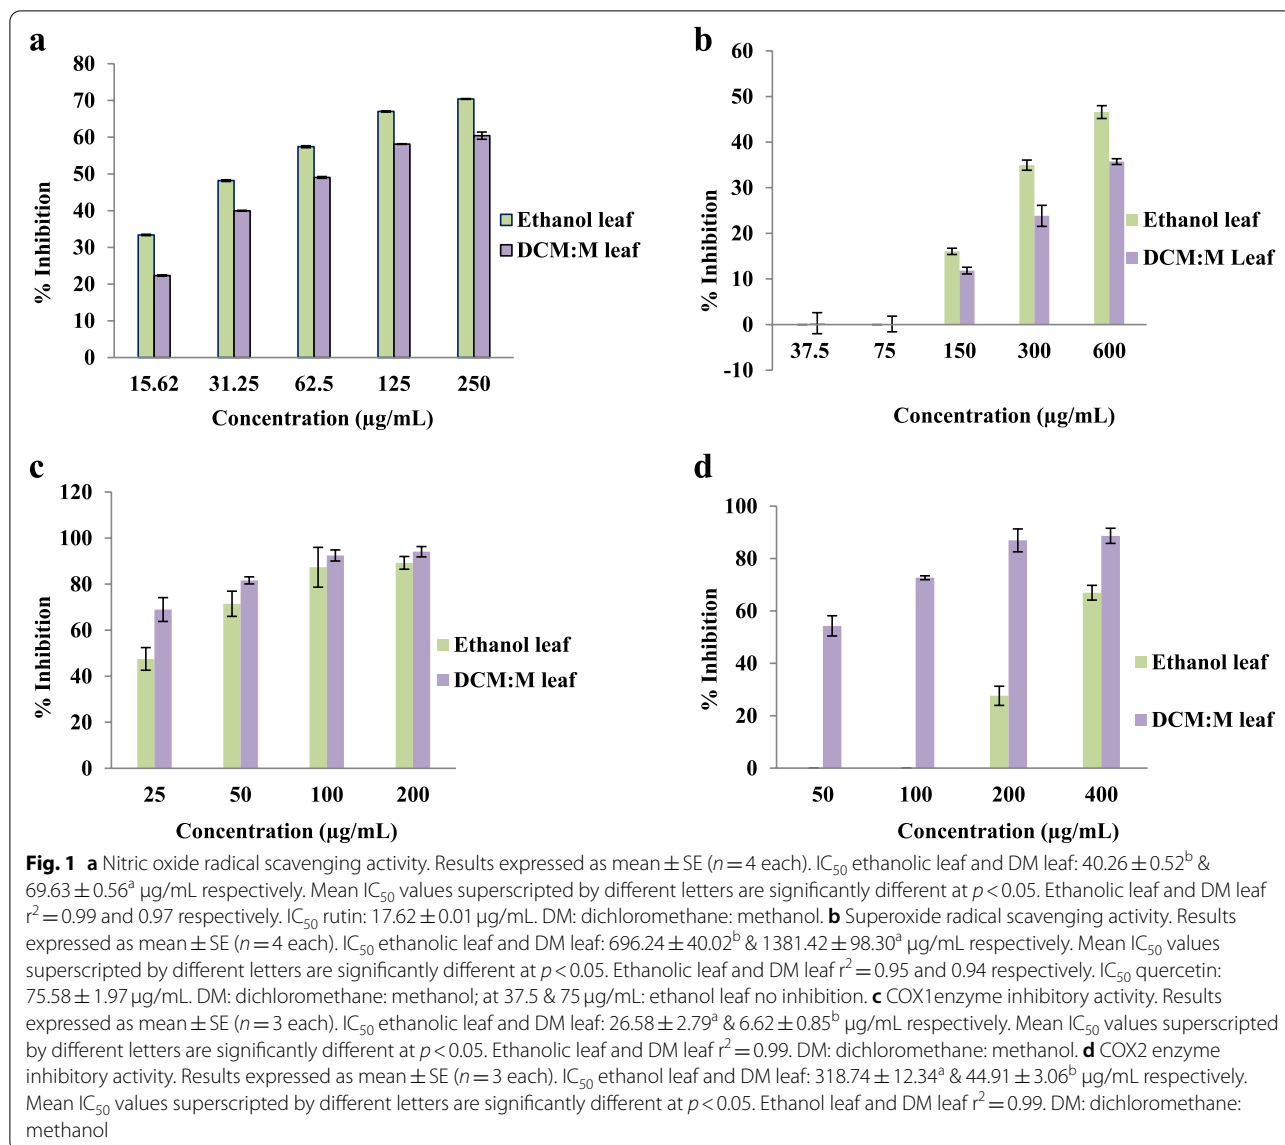 a
80
70
60
50
40
30
20
10
0
% Inhibition
15.62 31.25 62.5 125 250
Concentration (µg/mL)
Ethanol leaf
DCM:M leaf
b
60
50
40
30
20
10
0
-10
% Inhibition
37.5 75 150 300 600
Concentration (µg/mL)
Ethanol leaf
DCM:M Leaf
c
120
100
80
60
40
20
0
% Inhibition
25 50 100 200
Concentration (µg/mL)
Ethanol leaf
DCM:M leaf
d
100
80
60
40
20
0
% Inhibition
50 100 200 400
Concentration (µg/mL)
Ethanol leaf
DCM:M leaf
Fig. 1 a Nitric oxide radical scavenging activity. Results expressed as mean ± SE (n = 4 each). IC50 ethanolic leaf and DM leaf: 40.26 ± 0.52b &
69.63 ± 0.56a µg/mL respectively. Mean IC50 values superscripted by different letters are significantly different at p < 0.05. Ethanolic leaf and DM leaf
r2 = 0.99 and 0.97 respectively. IC50 rutin: 17.62 ± 0.01 µg/mL. DM: dichloromethane: methanol. b Superoxide radical scavenging activity. Results
expressed as mean ± SE (n = 4 each). IC50 ethanolic leaf and DM leaf: 696.24 ± 40.02b & 1381.42 ± 98.30a µg/mL respectively. Mean IC50 values
superscripted by different letters are significantly different at p < 0.05. Ethanolic leaf and DM leaf r2 = 0.95 and 0.94 respectively. IC50 quercetin:
75.58 ± 1.97 µg/mL. DM: dichloromethane: methanol; at 37.5 & 75 µg/mL: ethanol leaf no inhibition. c COX1enzyme inhibitory activity. Results
expressed as mean ± SE (n = 3 each). IC50 ethanolic leaf and DM leaf: 26.58 ± 2.79a & 6.62 ± 0.85b µg/mL respectively. Mean IC50 values superscripted
by different letters are significantly different at p < 0.05. Ethanolic leaf and DM leaf r2 = 0.99. DM: dichloromethane: methanol. d COX2 enzyme
inhibitory activity. Results expressed as mean ± SE (n = 3 each). IC50 ethanol leaf and DM leaf: 318.74 ± 12.34a & 44.91 ± 3.06b µg/mL respectively.
Mean IC50 values superscripted by different letters are significantly different at p < 0.05. Ethanol leaf and DM leaf r2 = 0.99. DM: dichloromethane:
methanol